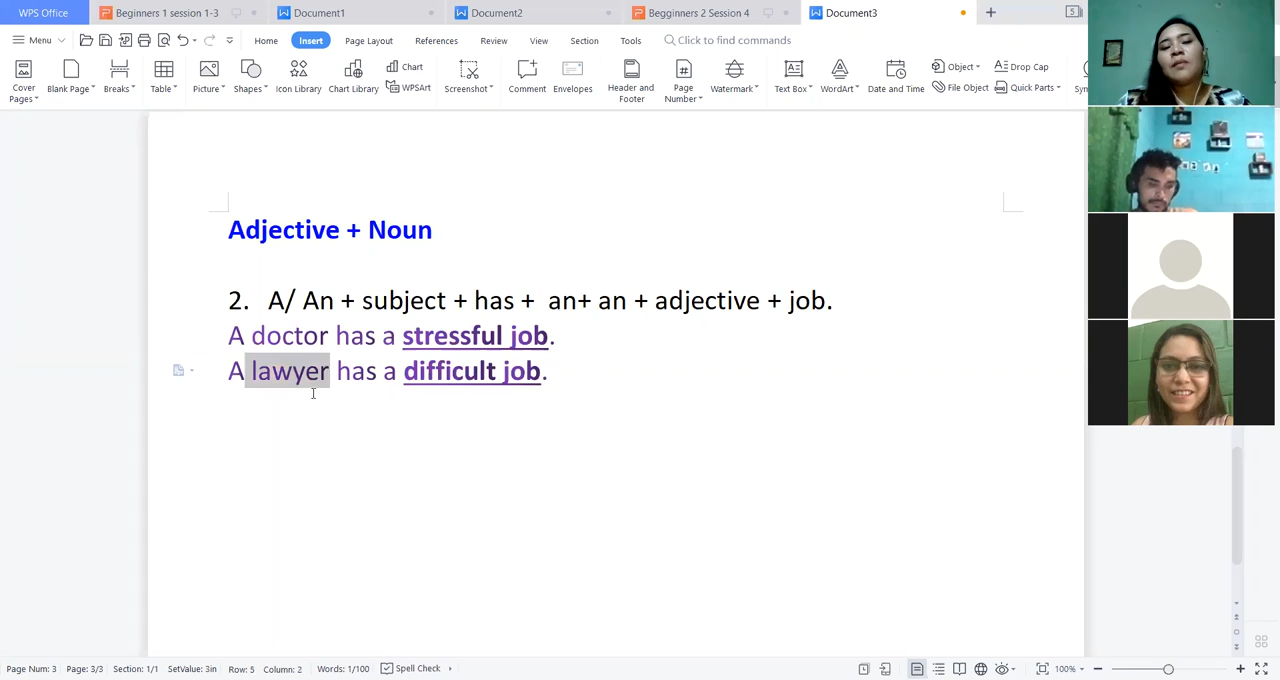 WPS Office Begginers 1 session 1-3 Document1 Document2 Begginers 2 Session 4 Document3 5
Menu Home Insert Page Layout References Review View Section Tools Click to find commands
Cover Pages Blank Page Breaks Table Picture Shapes Icon Library Chart Library Chart WPSArt Screenshot Comment Envelopes Header and Footer Page Number Watermark Text Box WordArt Date and Time Object File Object Drop Cap Quick Parts
Adjective + Noun
2. A/ An + subject + has + an+ an + adjective + job.
A doctor has a stressful job.
A lawyer has a difficult job.
Page Num: 3 Page: 3/3 Section: 1/1 SetValue: 3in Row: 5 Column: 2 Words: 1/100 Spell Check 100%